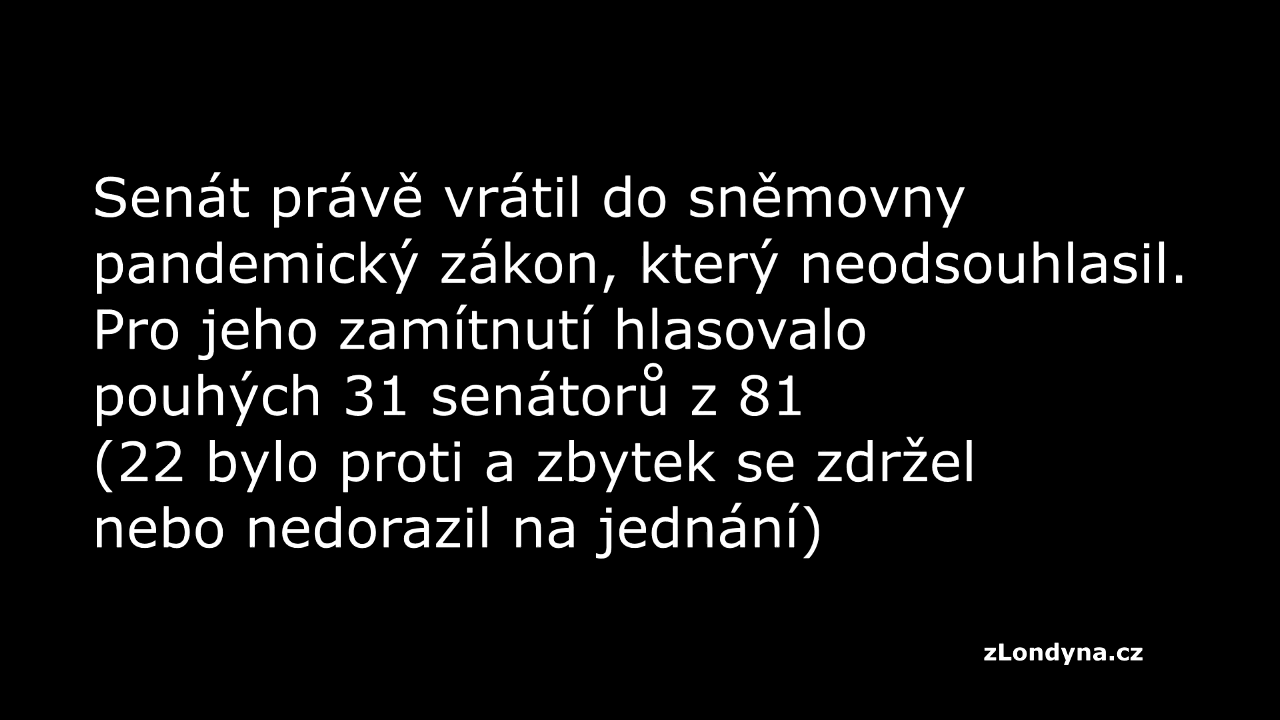 Senát právě vrátil do sněmovny
pandemický zákon, který neodsouhlasil.
Pro jeho zamítnutí hlasovalo
pouhých 31 senátorů z 81
(22 bylo proti a zbytek se zdržel
nebo nedorazil na jednání)
zLondyna.cz